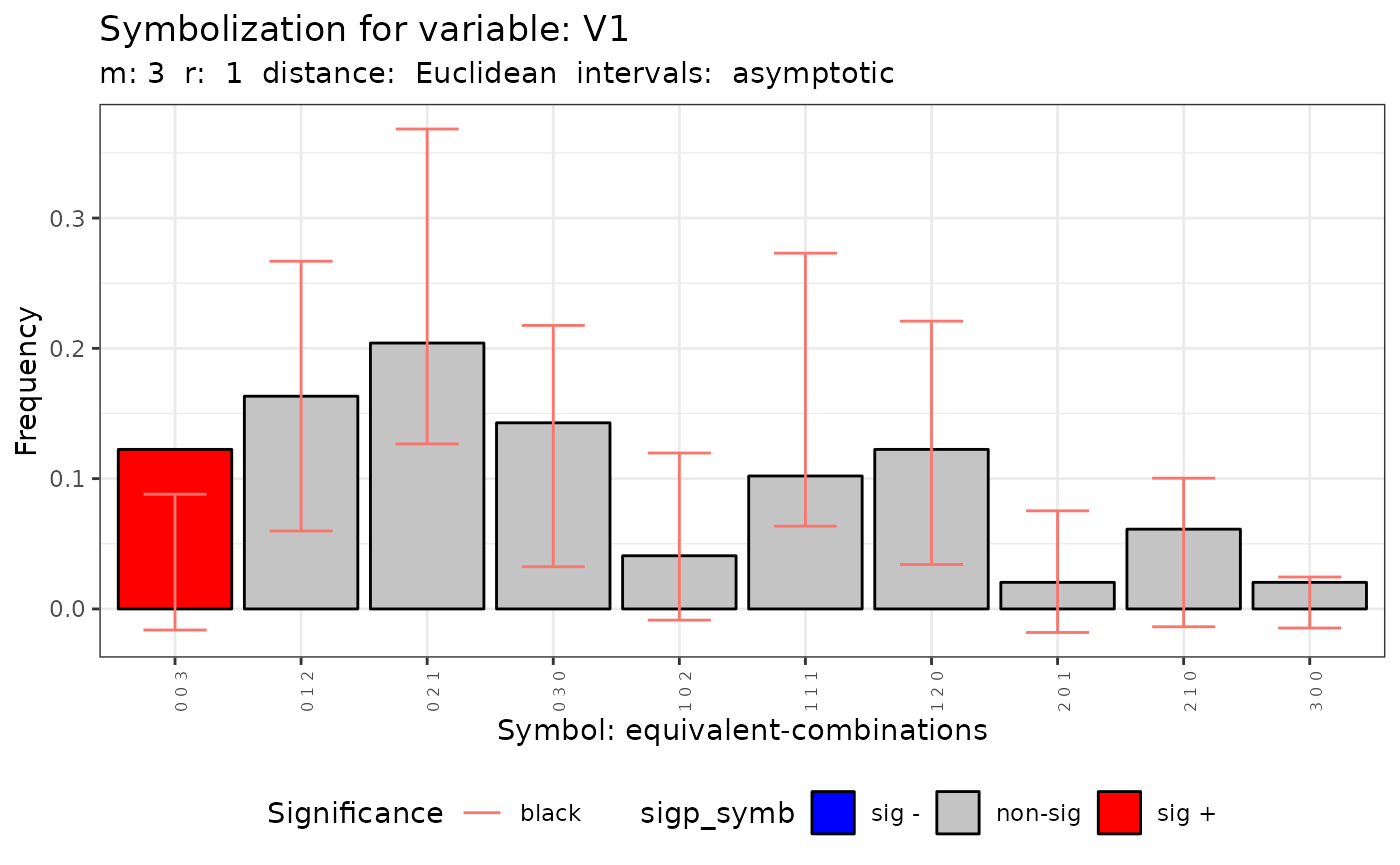 Symbolization for variable: V1
m: 3 r: 1 distance: Euclidean intervals: asymptotic
Frequency
0.3
0.2
0.1
0.0
0 0 3
0 1 2
0 2 1
0 3 0
1 0 2
1 1 1
1 2 0
2 0 1
2 1 0
3 0 0
Symbol: equivalent-combinations
Significance black sigp_symb sig - non-sig sig +